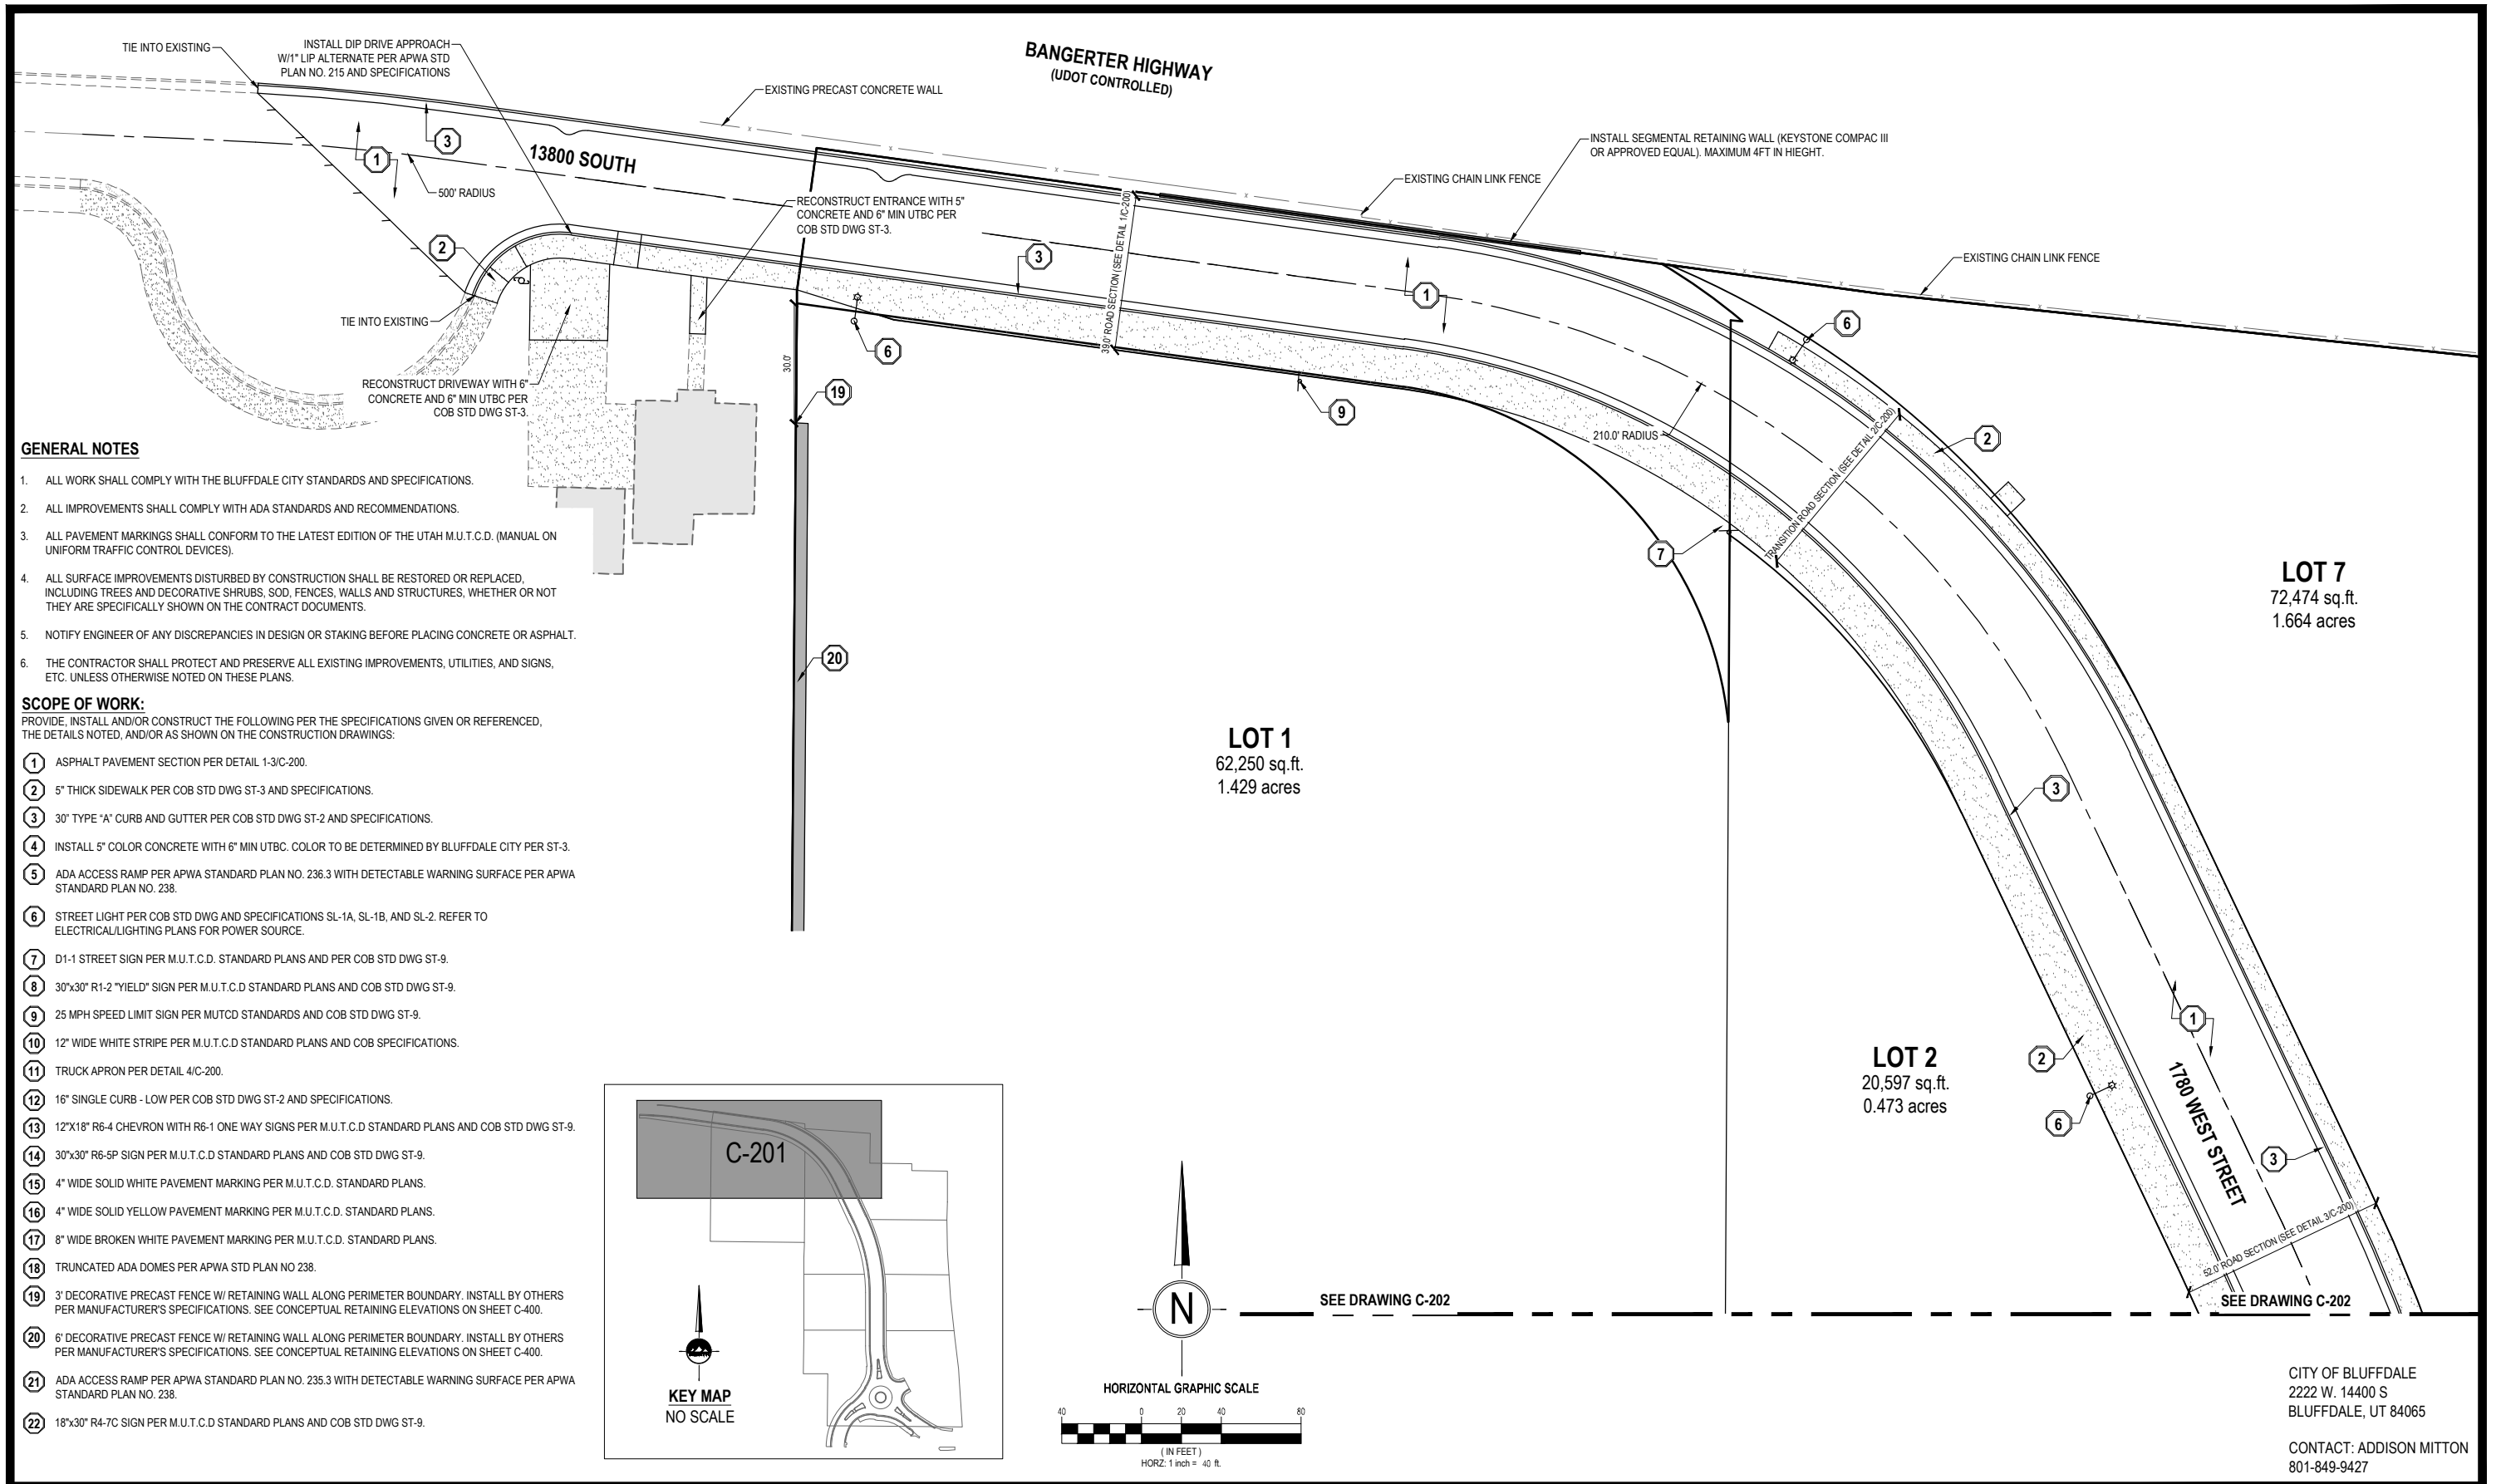 TIE INTO EXISTING
INSTALL DIP DRIVE APPROACH
W/1" LIP ALTERNATE PER APWA STD
PLAN NO. 215 AND SPECIFICATIONS
BANGERTER HIGHWAY
(UDOT CONTROLLED)
EXISTING PRECAST CONCRETE WALL
INSTALL SEGMENTAL RETAINING WALL (KEYSTONE COMPAC III
OR APPROVED EQUAL). MAXIMUM 4FT IN HIEGHT.
3
1
13800 SOUTH
500' RADIUS
EXISTING CHAIN LINK FENCE
RECONSTRUCT ENTRANCE WITH 5"
CONCRETE AND 6" MIN UTBC PER
COB STD DWG ST-3.
2
3
39.0' ROAD SECTION (SEE DETAIL 1/C-200)
1
EXISTING CHAIN LINK FENCE
TIE INTO EXISTING
6
6
30.0'
RECONSTRUCT DRIVEWAY WITH 6"
CONCRETE AND 6" MIN UTBC PER
COB STD DWG ST-3.
19
9
210.0' RADIUS
TRANSITION ROAD SECTION (SEE DETAIL 2/C-200)
2
7
20
LOT 7
72,474 sq.ft.
1.664 acres
LOT 1
62,250 sq.ft.
1.429 acres
3
1
LOT 2
20,597 sq.ft.
0.473 acres
2
6
1780 WEST STREET
3
52.0' ROAD SECTION (SEE DETAIL 3/C-200)
GENERAL NOTES
1. ALL WORK SHALL COMPLY WITH THE BLUFFDALE CITY STANDARDS AND SPECIFICATIONS.
2. ALL IMPROVEMENTS SHALL COMPLY WITH ADA STANDARDS AND RECOMMENDATIONS.
3. ALL PAVEMENT MARKINGS SHALL CONFORM TO THE LATEST EDITION OF THE UTAH M.U.T.C.D. (MANUAL ON
UNIFORM TRAFFIC CONTROL DEVICES).
4. ALL SURFACE IMPROVEMENTS DISTURBED BY CONSTRUCTION SHALL BE RESTORED OR REPLACED,
INCLUDING TREES AND DECORATIVE SHRUBS, SOD, FENCES, WALLS AND STRUCTURES, WHETHER OR NOT
THEY ARE SPECIFICALLY SHOWN ON THE CONTRACT DOCUMENTS.
5. NOTIFY ENGINEER OF ANY DISCREPANCIES IN DESIGN OR STAKING BEFORE PLACING CONCRETE OR ASPHALT.
6. THE CONTRACTOR SHALL PROTECT AND PRESERVE ALL EXISTING IMPROVEMENTS, UTILITIES, AND SIGNS,
ETC. UNLESS OTHERWISE NOTED ON THESE PLANS.
SCOPE OF WORK:
PROVIDE, INSTALL AND/OR CONSTRUCT THE FOLLOWING PER THE SPECIFICATIONS GIVEN OR REFERENCED,
THE DETAILS NOTED, AND/OR AS SHOWN ON THE CONSTRUCTION DRAWINGS:
1 ASPHALT PAVEMENT SECTION PER DETAIL 1-3/C-200.
2 5" THICK SIDEWALK PER COB STD DWG ST-3 AND SPECIFICATIONS.
3 30" TYPE "A" CURB AND GUTTER PER COB STD DWG ST-2 AND SPECIFICATIONS.
4 INSTALL 5" COLOR CONCRETE WITH 6" MIN UTBC. COLOR TO BE DETERMINED BY BLUFFDALE CITY PER ST-3.
5 ADA ACCESS RAMP PER APWA STANDARD PLAN NO. 236.3 WITH DETECTABLE WARNING SURFACE PER APWA
STANDARD PLAN NO. 238.
6 STREET LIGHT PER COB STD DWG AND SPECIFICATIONS SL-1A, SL-1B, AND SL-2. REFER TO
ELECTRICAL/LIGHTING PLANS FOR POWER SOURCE.
7 D1-1 STREET SIGN PER M.U.T.C.D. STANDARD PLANS AND PER COB STD DWG ST-9.
8 30"x30" R1-2 "YIELD" SIGN PER M.U.T.C.D STANDARD PLANS AND COB STD DWG ST-9.
9 25 MPH SPEED LIMIT SIGN PER MUTCD STANDARDS AND COB STD DWG ST-9.
10 12" WIDE WHITE STRIPE PER M.U.T.C.D STANDARD PLANS AND COB SPECIFICATIONS.
11 TRUCK APRON PER DETAIL 4/C-200.
12 16" SINGLE CURB - LOW PER COB STD DWG ST-2 AND SPECIFICATIONS.
13 12"X18" R6-4 CHEVRON WITH R6-1 ONE WAY SIGNS PER M.U.T.C.D STANDARD PLANS AND COB STD DWG ST-9.
14 30"x30" R6-5P SIGN PER M.U.T.C.D STANDARD PLANS AND COB STD DWG ST-9.
15 4" WIDE SOLID WHITE PAVEMENT MARKING PER M.U.T.C.D. STANDARD PLANS.
16 4" WIDE SOLID YELLOW PAVEMENT MARKING PER M.U.T.C.D. STANDARD PLANS.
17 8" WIDE BROKEN WHITE PAVEMENT MARKING PER M.U.T.C.D. STANDARD PLANS.
18 TRUNCATED ADA DOMES PER APWA STD PLAN NO 238.
19 3' DECORATIVE PRECAST FENCE W/ RETAINING WALL ALONG PERIMETER BOUNDARY. INSTALL BY OTHERS
PER MANUFACTURER'S SPECIFICATIONS. SEE CONCEPTUAL RETAINING ELEVATIONS ON SHEET C-400.
20 6' DECORATIVE PRECAST FENCE W/ RETAINING WALL ALONG PERIMETER BOUNDARY. INSTALL BY OTHERS
PER MANUFACTURER'S SPECIFICATIONS. SEE CONCEPTUAL RETAINING ELEVATIONS ON SHEET C-400.
21 ADA ACCESS RAMP PER APWA STANDARD PLAN NO. 235.3 WITH DETECTABLE WARNING SURFACE PER APWA
STANDARD PLAN NO. 238.
22 18"x30" R4-7C SIGN PER M.U.T.C.D STANDARD PLANS AND COB STD DWG ST-9.
C-201
KEY MAP
NO SCALE
N
SEE DRAWING C-202
SEE DRAWING C-202
HORIZONTAL GRAPHIC SCALE
40 0 20 40 80
( IN FEET )
HORZ: 1 inch = 40 ft.
CITY OF BLUFFDALE
2222 W. 14400 S
BLUFFDALE, UT 84065
CONTACT: ADDISON MITTON
801-849-9427